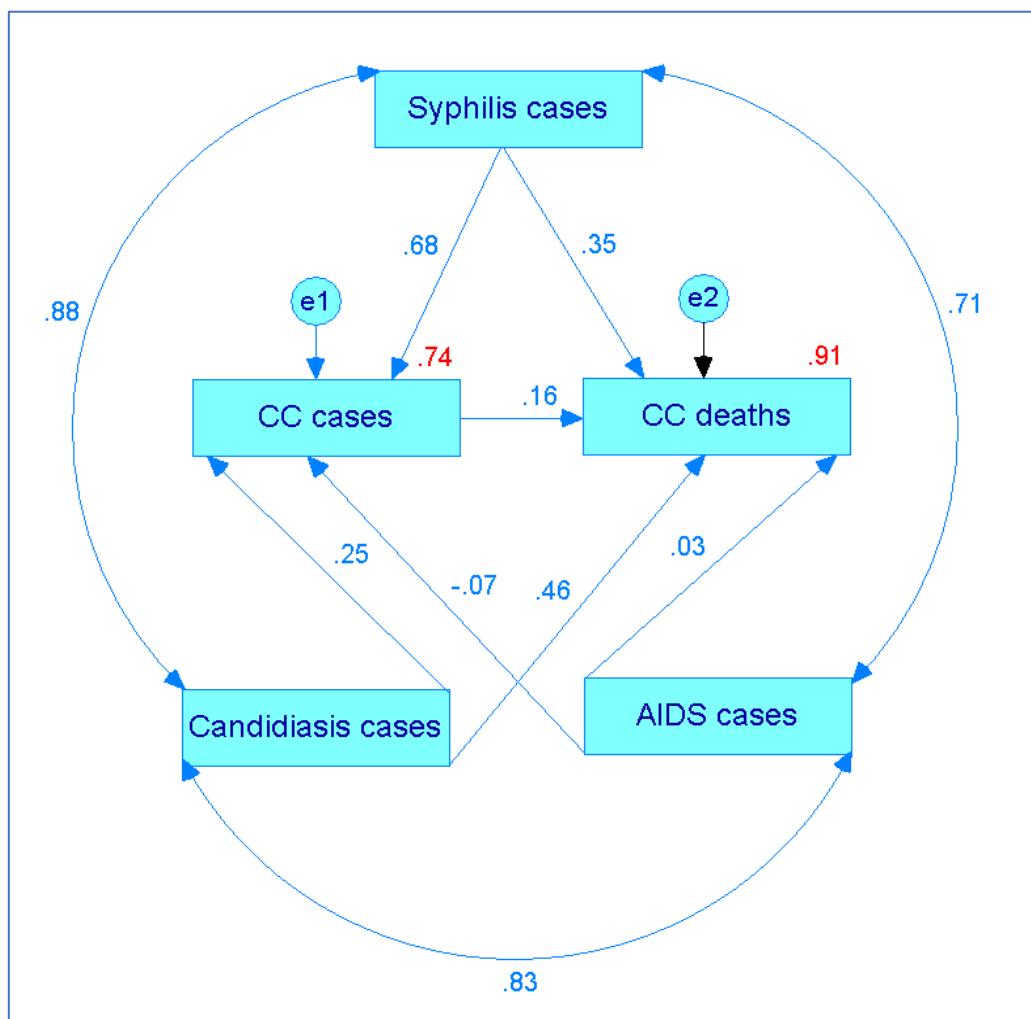 Syphilis cases
.68
.35
e1
e2
.88
.71
.74
.91
CC cases
.16
CC deaths
.25
-.07
.46
.03
Candidiasis cases
AIDS cases
.83